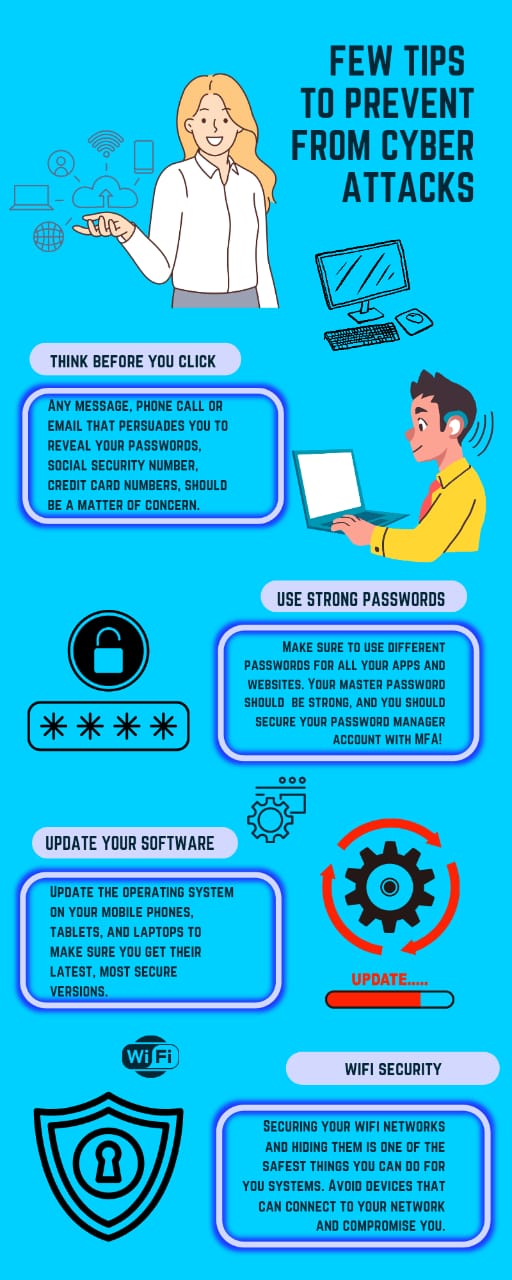 FEW TIPS
TO PREVENT
FROM CYBER
ATTACKS
THINK BEFORE YOU CLICK
ANY MESSAGE, PHONE CALL OR
EMAIL THAT PERSUADES YOU TO
REVEAL YOUR PASSWORDS,
SOCIAL SECURITY NUMBER,
CREDIT CARD NUMBERS, SHOULD
BE A MATTER OF CONCERN.
USE STRONG PASSWORDS
MAKE SURE TO USE DIFFERENT
PASSWORDS FOR ALL YOUR APPS AND
WEBSITES. YOUR MASTER PASSWORD
SHOULD BE STRONG, AND YOU SHOULD
SECURE YOUR PASSWORD MANAGER
ACCOUNT WITH MFA!
UPDATE YOUR SOFTWARE
UPDATE THE OPERATING SYSTEM
ON YOUR MOBILE PHONES,
TABLETS, AND LAPTOPS TO
MAKE SURE YOU GET THEIR
LATEST, MOST SECURE
VERSIONS.
UPDATE.....
Wi Fi
WIFI SECURITY
SECURING YOUR WIFI NETWORKS
AND HIDING THEM IS ONE OF THE
SAFEST THINGS YOU CAN DO FOR
YOU SYSTEMS. AVOID DEVICES THAT
CAN CONNECT TO YOUR NETWORK
AND COMPROMISE YOU.